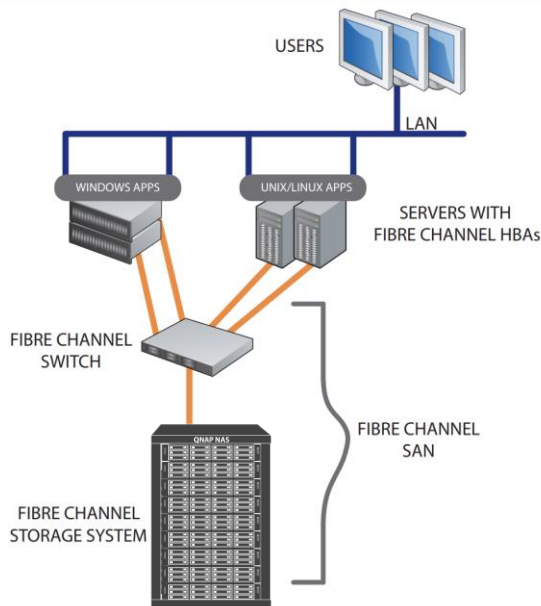 USERS
LAN
WINDOWS APPS
UNIX/LINUX APPS
SERVERS WITH
FIBRE CHANNEL HBAs
FIBRE CHANNEL
SWITCH
FIBRE CHANNEL
SAN
QNAP NAS
FIBRE CHANNEL
STORAGE SYSTEM